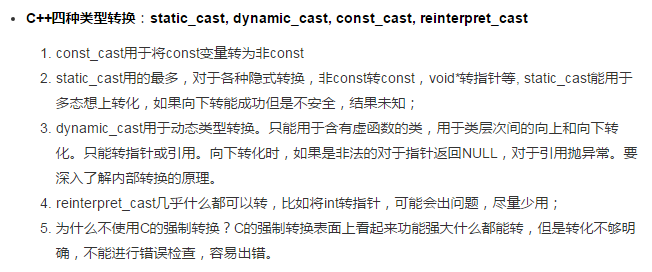 • C++四种类型转换：static_cast, dynamic_cast, const_cast, reinterpret_cast
1. const_cast用于将const变量转为非const
2. static_cast用的最多，对于各种隐式转换，非const转const，void*转指针等, static_cast能用于
多态想上转化，如果向下转能成功但是不安全，结果未知；
3. dynamic_cast用于动态类型转换。只能用于含有虚函数的类，用于类层次间的向上和向下转
化。只能转指针或引用。向下转化时，如果是非法的对于指针返回NULL，对于引用抛异常。要
深入了解内部转换的原理。
4. reinterpret_cast几乎什么都可以转，比如将int转指针，可能会出问题，尽量少用；
5. 为什么不使用C的强制转换？C的强制转换表面上看起来功能强大什么都能转，但是转化不够明
确，不能进行错误检查，容易出错。